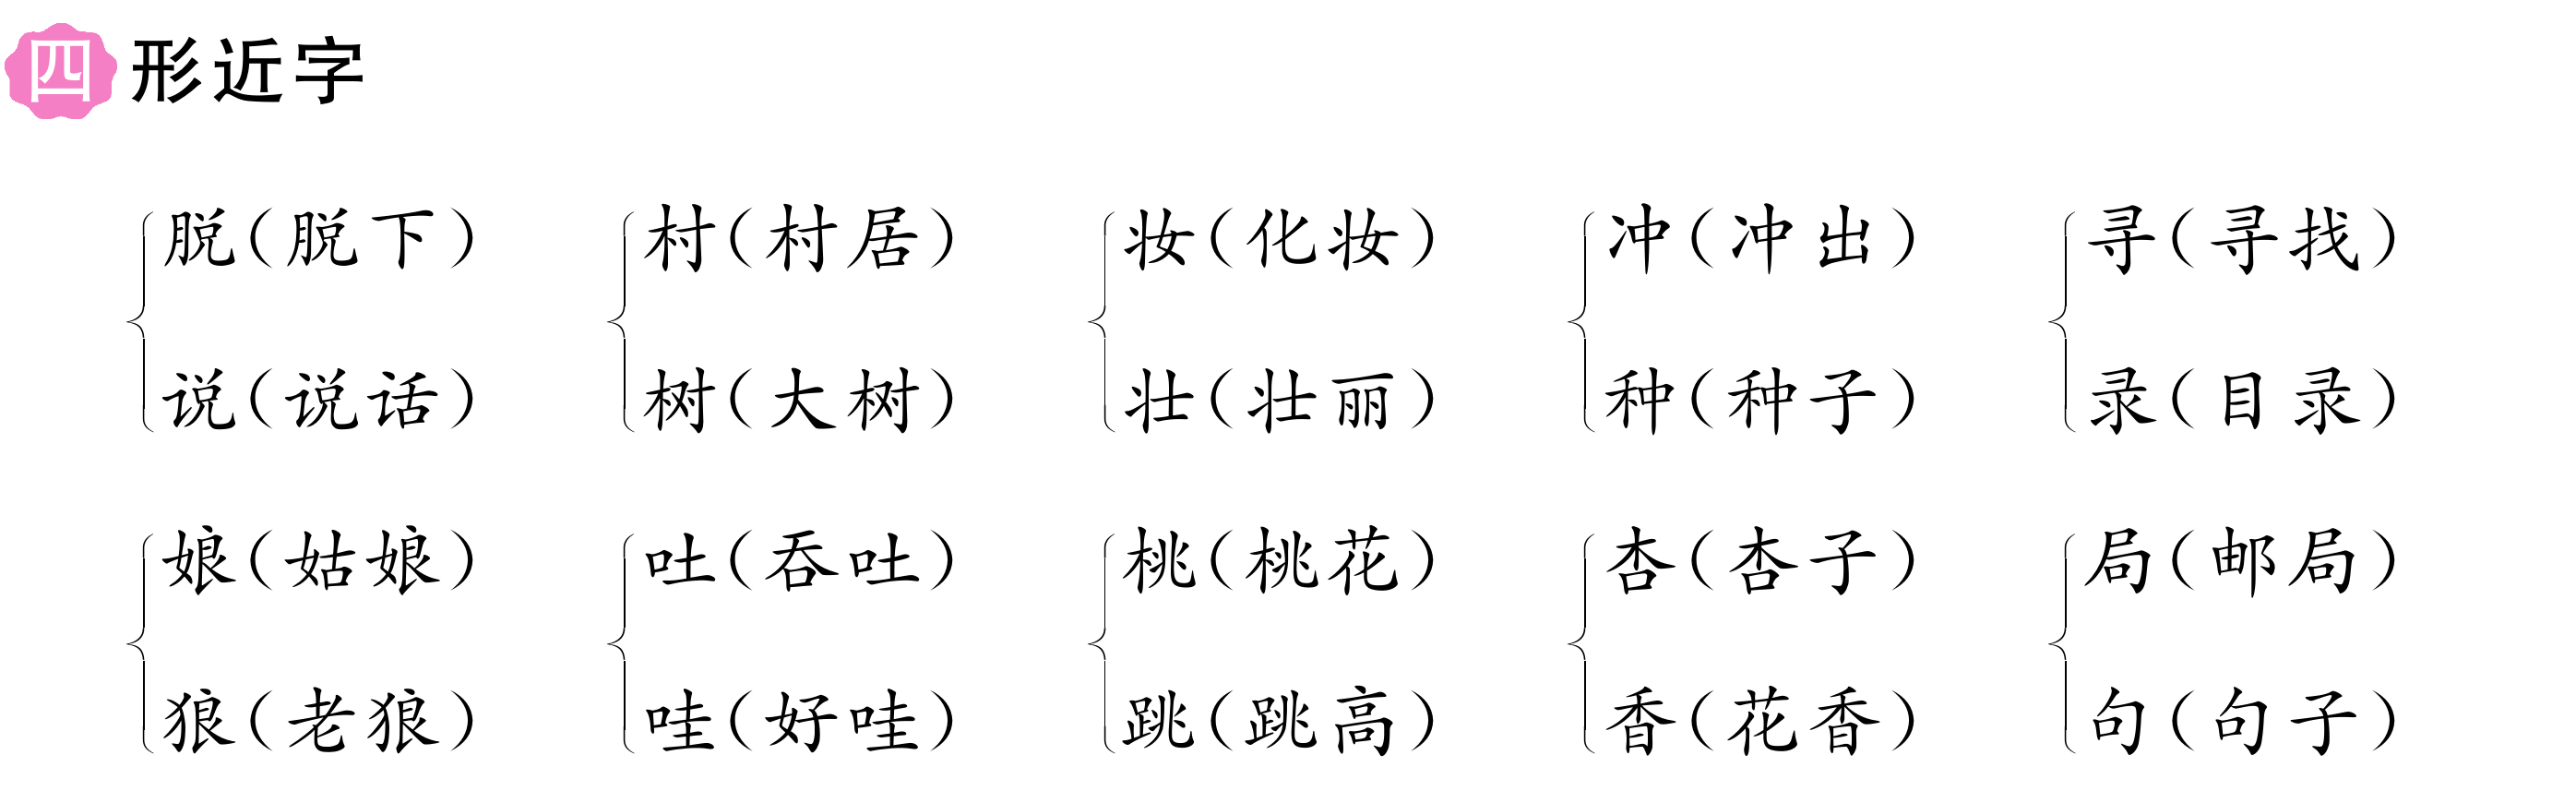 四 形近字
脱(脱下) 村(村居) 妆(化妆) 冲(冲出) 寻(寻找)
说(说话) 树(大树) 壮(壮丽) 种(种子) 录(目录)
娘(姑娘) 吐(吞吐) 桃(桃花) 杏(杏子) 局(邮局)
狼(老狼) 哇(好哇) 跳(跳高) 香(花香) 句(句子)